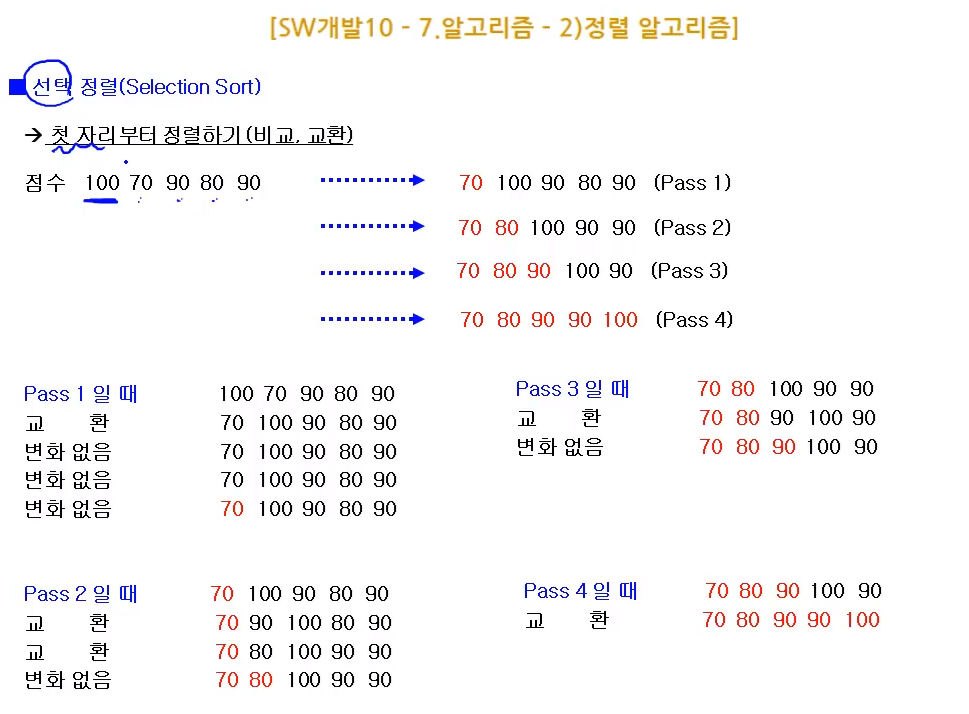 [SW개발10 - 7.알고리즘 - 2)정렬 알고리즘]
■ 선택 정렬(Selection Sort)
→ 첫 자리부터 정렬하기(비교, 교환)
점수 100 70 90 80 90 70 100 90 80 90 (Pass 1)
70 80 100 90 90 (Pass 2)
70 80 90 100 90 (Pass 3)
70 80 90 90 100 (Pass 4)
Pass 1 일 때 100 70 90 80 90
교 환 70 100 90 80 90
변화 없음 70 100 90 80 90
변화 없음 70 100 90 80 90
변화 없음 70 100 90 80 90
Pass 2 일 때 70 100 90 80 90
교 환 70 90 100 80 90
교 환 70 80 100 90 90
변화 없음 70 80 100 90 90
Pass 3 일 때 70 80 100 90 90
교 환 70 80 90 100 90
변화 없음 70 80 90 100 90
Pass 4 일 때 70 80 90 100 90
교 환 70 80 90 90 100